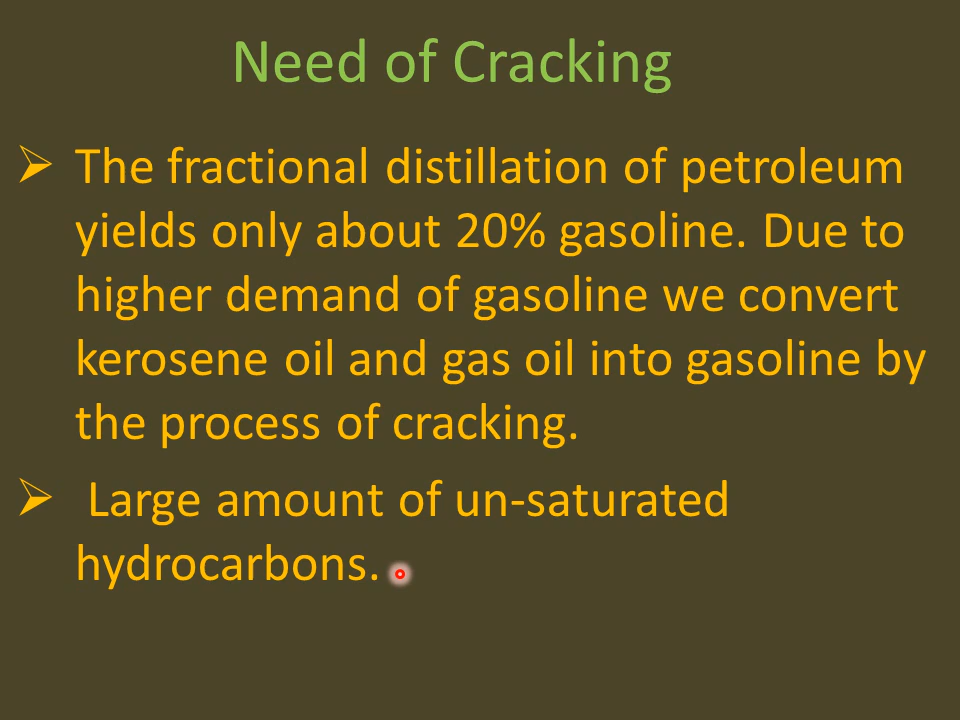 Need of Cracking
➢ The fractional distillation of petroleum
yields only about 20% gasoline. Due to
higher demand of gasoline we convert
kerosene oil and gas oil into gasoline by
the process of cracking.
➢ Large amount of un-saturated
hydrocarbons.